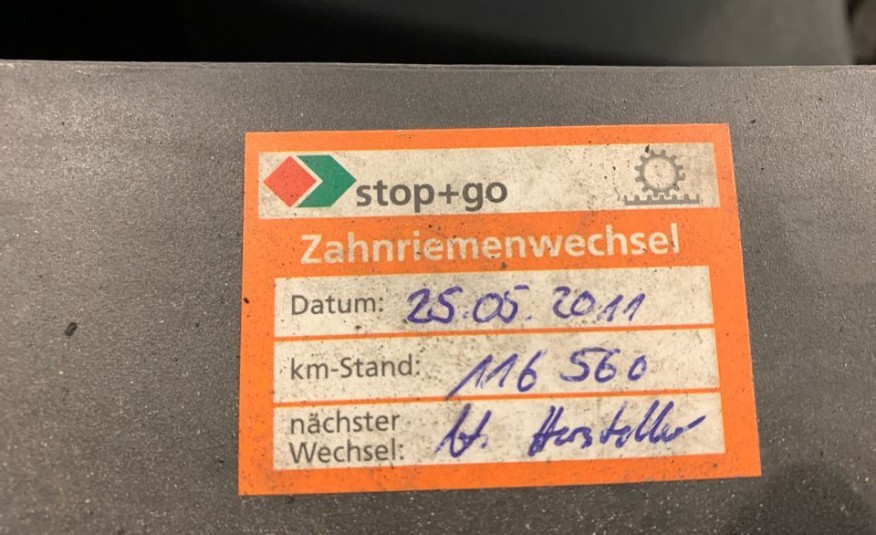 stop+go
Zahnriemenwechsel
Datum: 25.05.2011
km-Stand: 116 560
nächster
Wechsel: lt. Hersteller